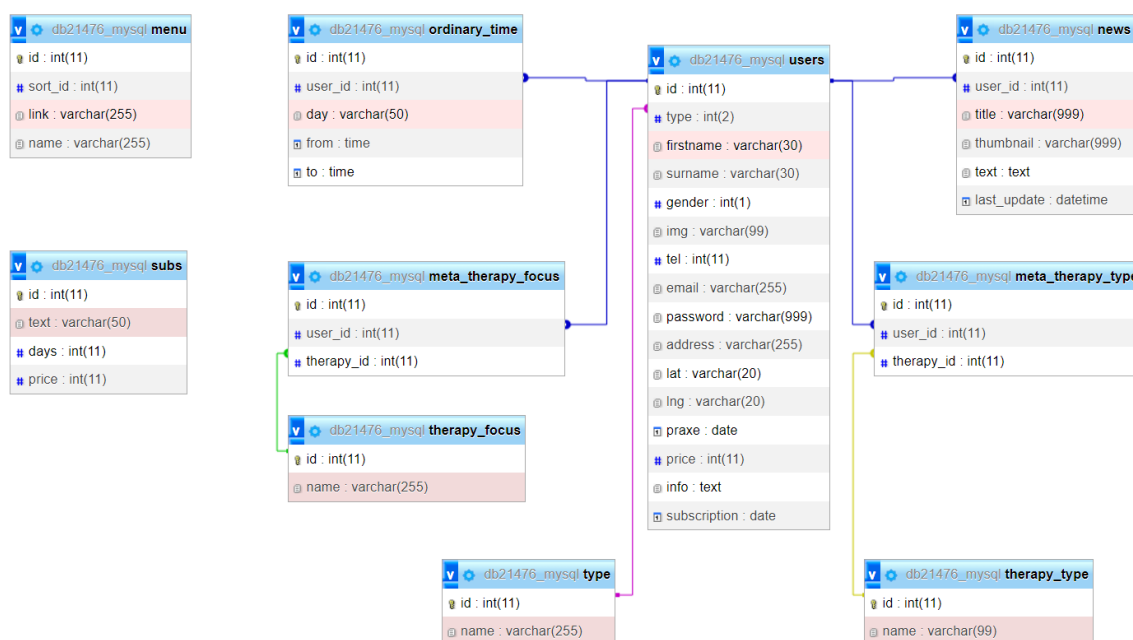 v db21476_mysql menu
id : int(11)
# sort_id : int(11)
link : varchar(255)
name : varchar(255)
v db21476_mysql subs
id : int(11)
text : varchar(50)
# days : int(11)
# price : int(11)
v db21476_mysql ordinary_time
id : int(11)
# user_id : int(11)
day : varchar(50)
from : time
to : time
v db21476_mysql meta_therapy_focus
id : int(11)
# user_id : int(11)
# therapy_id : int(11)
v db21476_mysql therapy_focus
id : int(11)
name : varchar(255)
v db21476_mysql type
id : int(11)
name : varchar(255)
v db21476_mysql users
id : int(11)
# type : int(2)
firstname : varchar(30)
surname : varchar(30)
# gender : int(1)
img : varchar(99)
# tel : int(11)
email : varchar(255)
password : varchar(999)
address : varchar(255)
lat : varchar(20)
lng : varchar(20)
praxe : date
# price : int(11)
info : text
subscription : date
v db21476_mysql news
id : int(11)
# user_id : int(11)
title : varchar(999)
thumbnail : varchar(999)
text : text
last_update : datetime
v db21476_mysql meta_therapy_type
id : int(11)
# user_id : int(11)
# therapy_id : int(11)
v db21476_mysql therapy_type
id : int(11)
name : varchar(99)